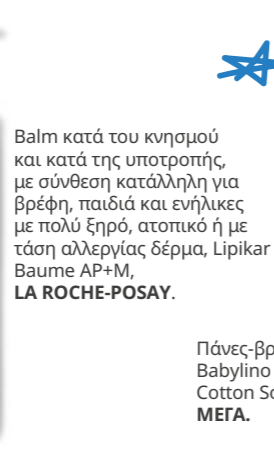 Balm κατά του κνησμού
και κατά της υποτροπής,
με σύνθεση κατάλληλη για
βρέφη, παιδιά και ενήλικες
με πολύ ξηρό, ατοπικό ή με
τάση αλλεργίας δέρμα, Lipikar
Baume AP+M,
LA ROCHE-POSAY.
Babylino
Cotton
ΜΕΓΑ.